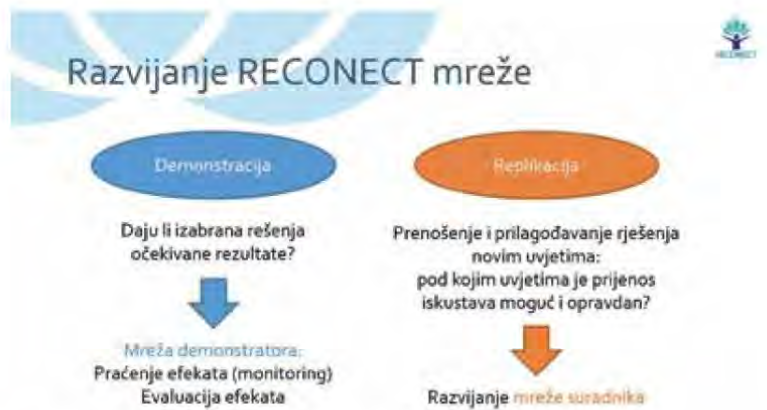 RECONECT
Razvijanje RECONECT mreže
Demonstracija
Daju li izabrana rešenja
očekivane rezultate?
Mreža demonstratora:
Praćenje efekata (monitoring)
Evaluacija efekata
Replikacija
Prenošenje i prilagođavanje rješenja
novim uvjetima:
pod kojim uvjetima je prijenos
iskustava moguć i opravdan?
Razvijanje mreže suradnika